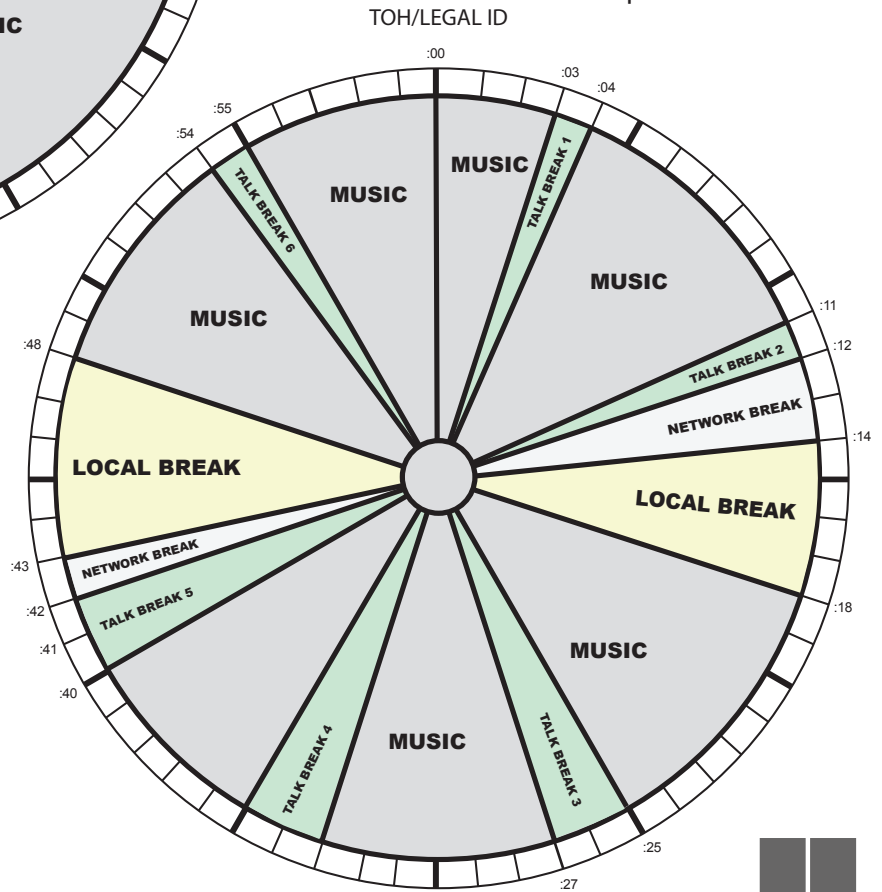 IC
TOH/LEGAL ID
:00
:03
:04
:55
:54
MUSIC
MUSIC
TALK BREAK 1
TALK BREAK 6
MUSIC
MUSIC
:11
:12
TALK BREAK 2
NETWORK BREAK
:14
:48
LOCAL BREAK
LOCAL BREAK
:43
NETWORK BREAK
:42
TALK BREAK 5
:41
:40
:18
MUSIC
MUSIC
TALK BREAK 4
TALK BREAK 3
:25
:27